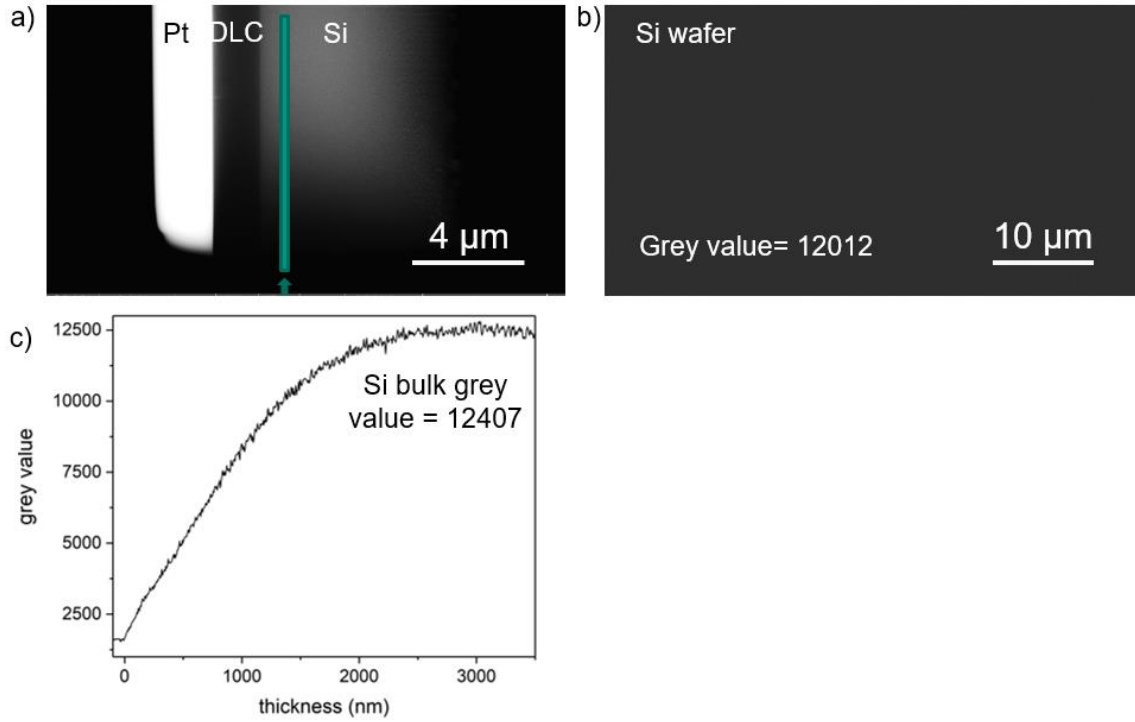 a)
Pt
DLC
Si
4 µm
b)
Si wafer
Grey value= 12012
10 µm
c)
12500
10000
7500
5000
2500
grey value
Si bulk grey
value = 12407
0
1000
2000
3000
thickness (nm)